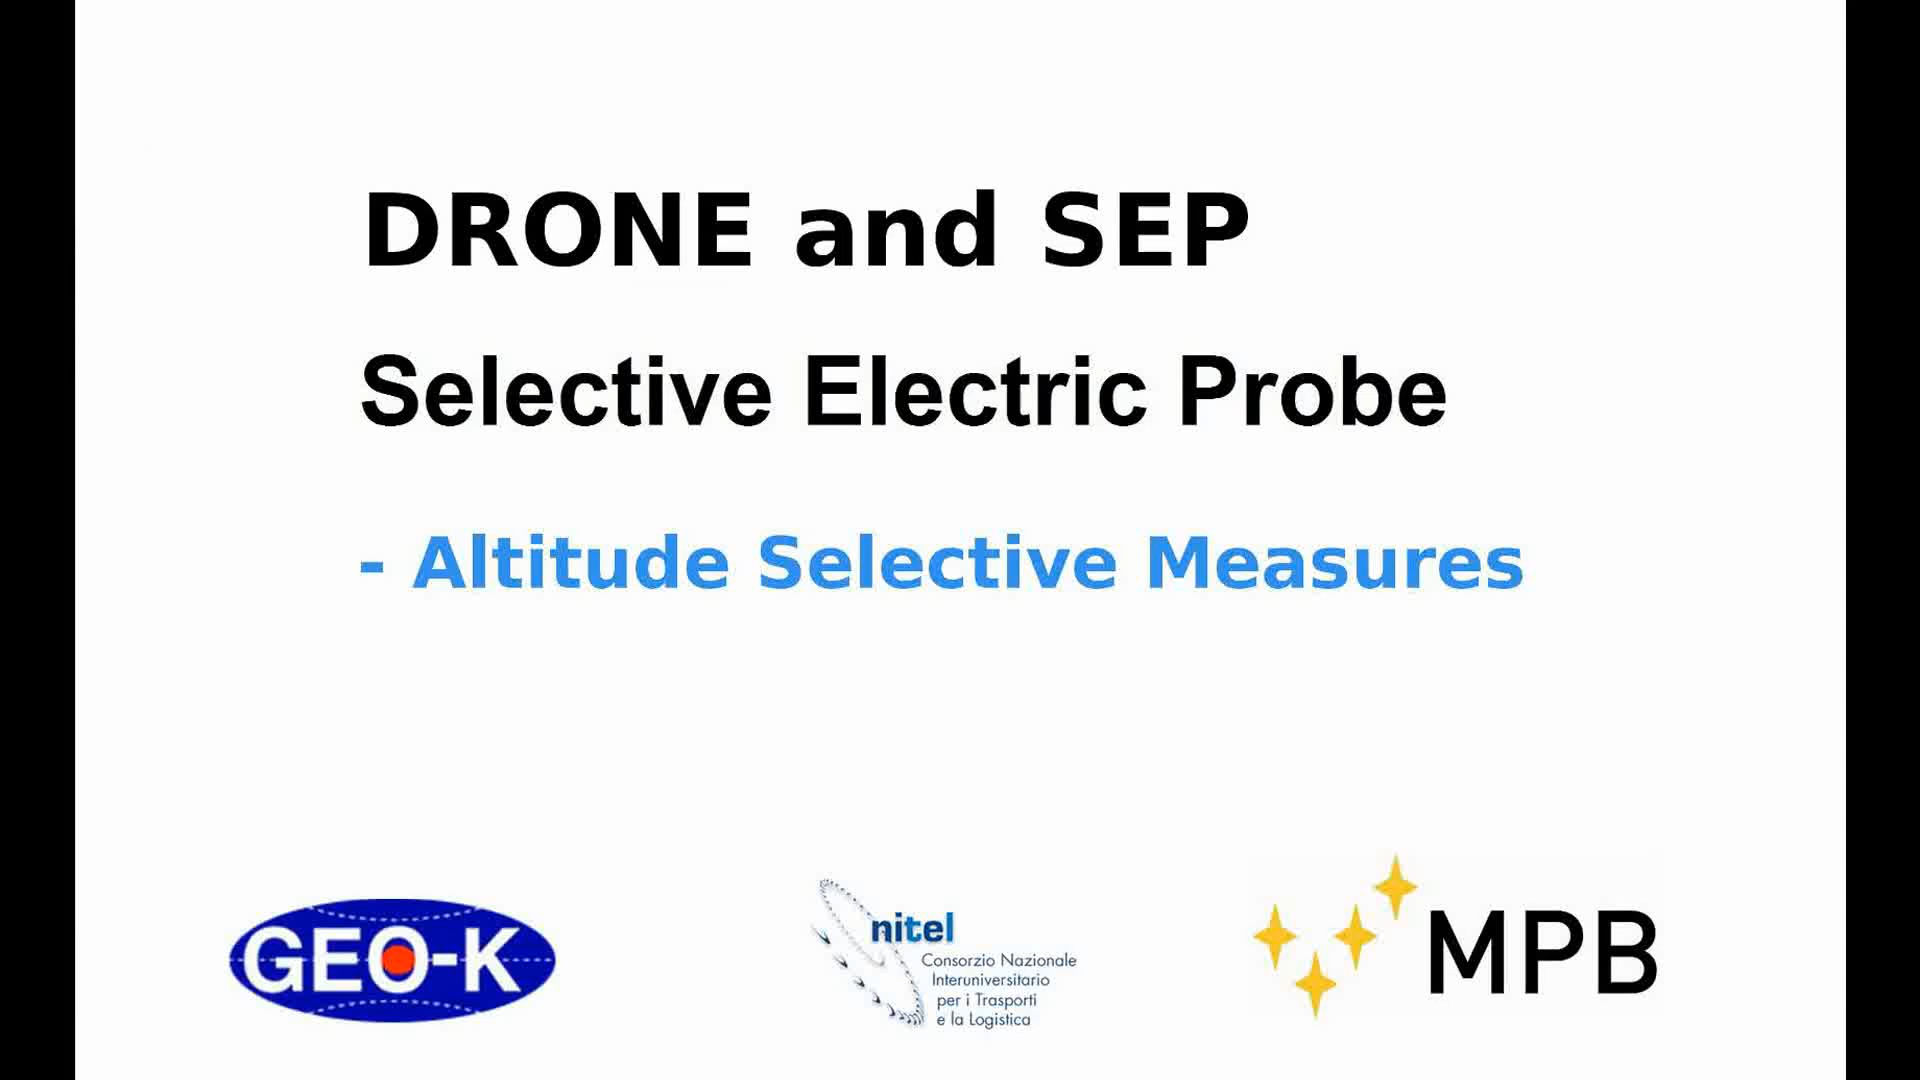 DRONE and SEP
Selective Electric Probe
- Altitude Selective Measures
GEO-K
nitel
Consorzio Nazionale
Interuniversitario
per i Trasporti
e la Logistica
MPB